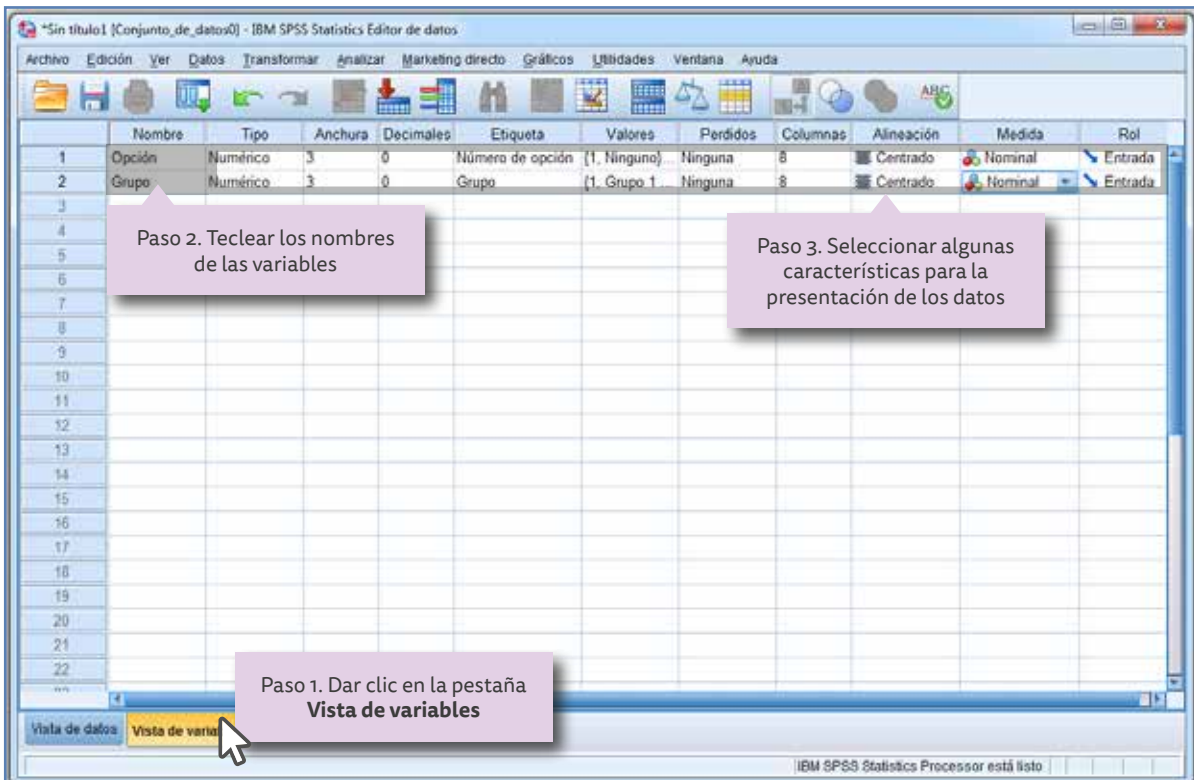 *Sin título1 [Conjunto_de_datos0] - IBM SPSS Statistics Editor de datos
Archivo Edición Ver Datos Transformar Analizar Marketing directo Gráficos Utilidades Ventana Ayuda
Nombre Tipo Anchura Decimales Etiqueta Valores Perdidos Columnas Alineación Medida Rol
1 Opción Numérico 3 0 Número de opción {1, Ninguno}... Ninguna 8 Centrado Nominal Entrada
2 Grupo Numérico 3 0 Grupo {1, Grupo 1 ... Ninguna 8 Centrado Nominal Entrada
3
4
5
6
7
8
9
10
11
12
13
14
15
16
17
18
19
20
21
22
Paso 2. Teclear los nombres
de las variables
Paso 3. Seleccionar algunas
características para la
presentación de los datos
Paso 1. Dar clic en la pestaña
Vista de variables
Vista de datos Vista de varia
IBM SPSS Statistics Processor está listo